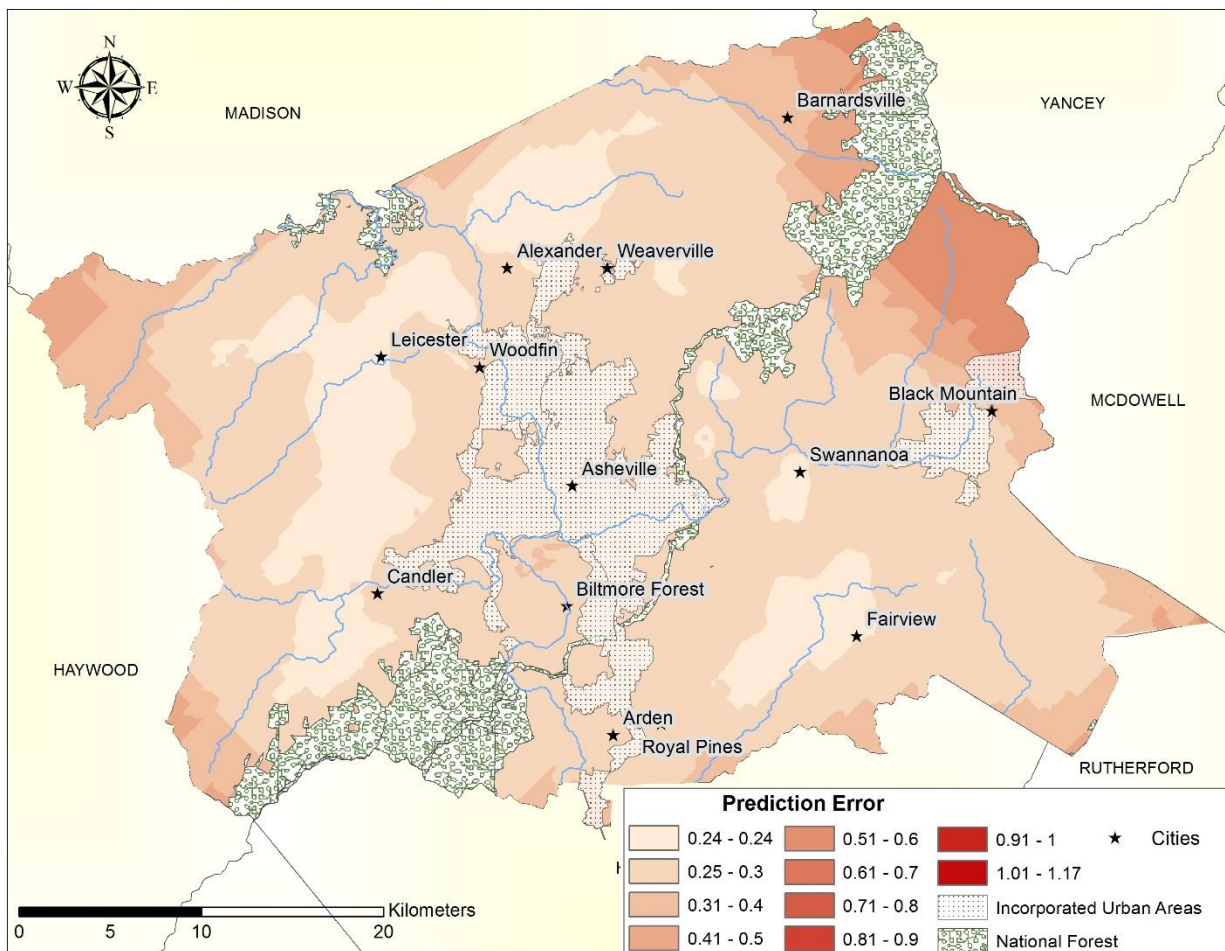 N
W E
S
MADISON
YANCEY
Barnardsville
Alexander Weaverville
Leicester
Woodfin
Black Mountain
MCDOWELL
Swannanoa
Asheville
Candler
Biltmore Forest
Fairview
HAYWOOD
Arden
Royal Pines
RUTHERFORD
Prediction Error
0.24 - 0.24
0.25 - 0.3
0.31 - 0.4
0.41 - 0.5
0.51 - 0.6
0.61 - 0.7
0.71 - 0.8
0.81 - 0.9
0.91 - 1
1.01 - 1.17
Incorporated Urban Areas
National Forest
Cities
Kilometers
0 5 10 20